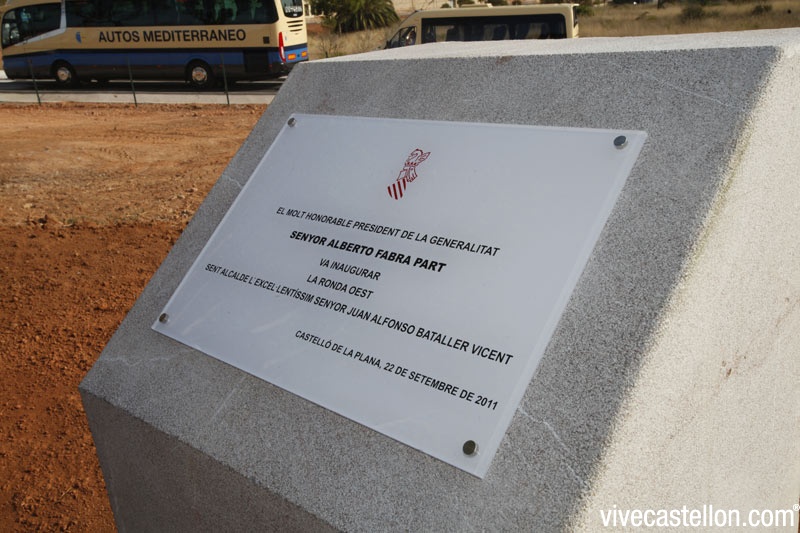 AUTOS MEDITERRANEO
EL MOLT HONORABLE PRESIDENT DE LA GENERALITAT
SENYOR ALBERTO FABRA PART
VA INAUGURAR
LA RONDA OEST
SENT ALCALDE L´EXCEL·LENTÍSSIM SENYOR JUAN ALFONSO BATALLER VICENT
CASTELLÓ DE LA PLANA, 22 DE SETEMBRE DE 2011
vivecastellon.com®